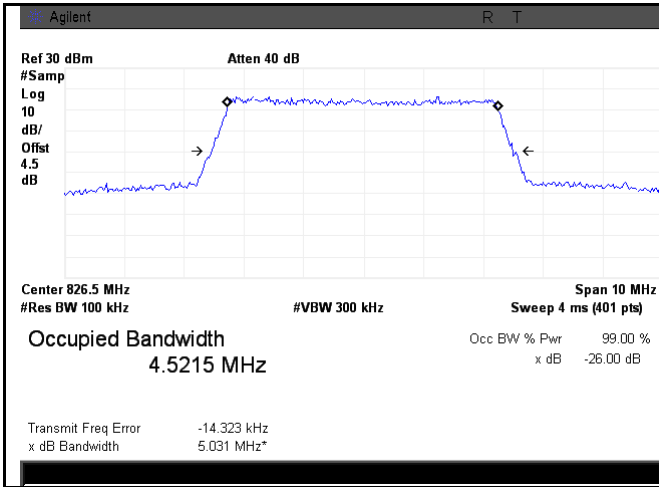 Agilent R T
Ref 30 dBm Atten 40 dB
#Samp
Log
10
dB/
Offst
4.5
dB
Center 826.5 MHz Span 10 MHz
#Res BW 100 kHz #VBW 300 kHz Sweep 4 ms (401 pts)
Occupied Bandwidth Occ BW % Pwr 99.00 %
4.5215 MHz x dB -26.00 dB
Transmit Freq Error -14.323 kHz
x dB Bandwidth 5.031 MHz*